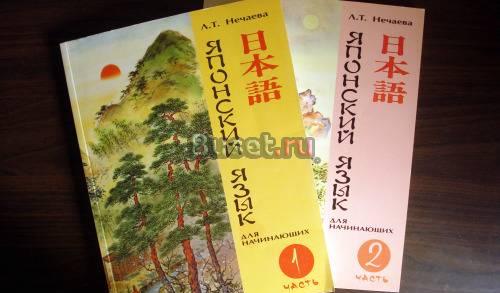 Л.Т. Нечаева
日本語
ЯПОНСКИЙ ЯЗЫК
ДЛЯ
НАЧИНАЮЩИХ
1
ЧАСТЬ
Л.Т. Нечаева
日本語
ЯПОНСКИЙ ЯЗЫК
ДЛЯ
НАЧИНАЮЩИХ
2
ЧАСТЬ